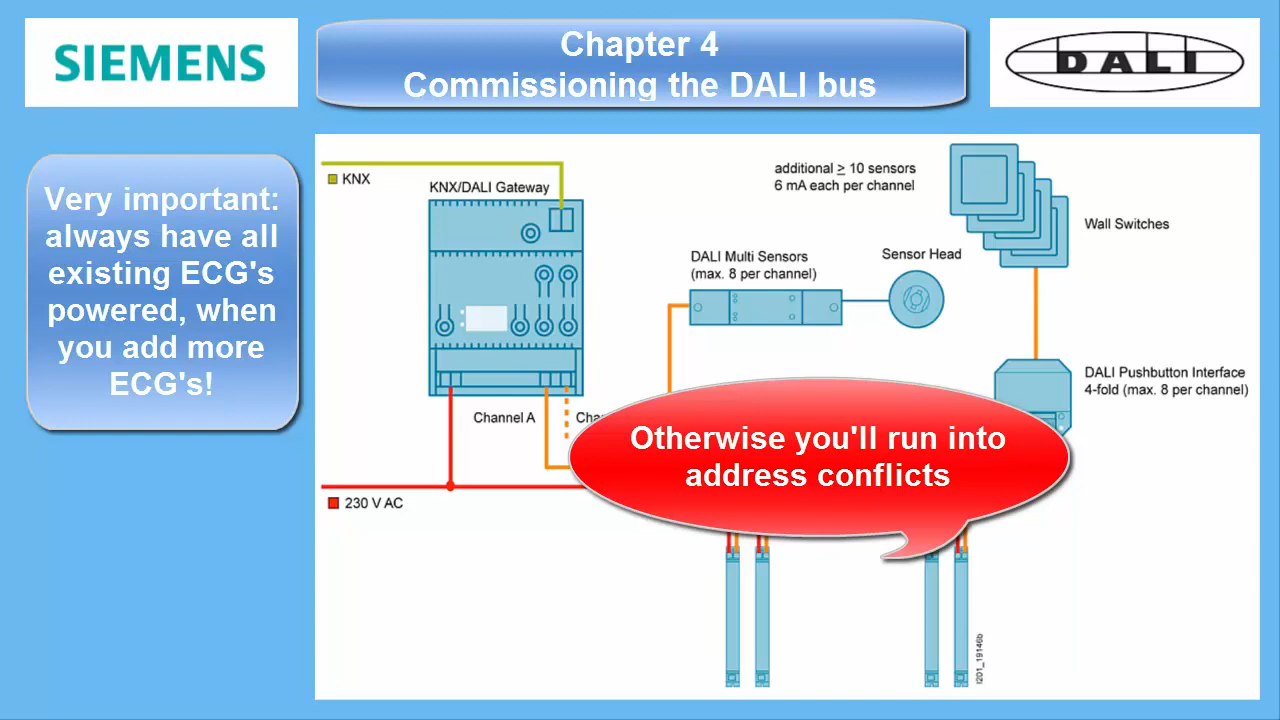 SIEMENS
Chapter 4
Commissioning the DALI bus
DALI
Very important:
always have all
existing ECG's
powered, when
you add more
ECG's!
KNX
KNX/DALI Gateway
additional ≥ 10 sensors
6 mA each per channel
Wall Switches
DALI Multi Sensors
(max. 8 per channel)
Sensor Head
DALI Pushbutton Interface
4-fold (max. 8 per channel)
Channel A
Otherwise you'll run into
address conflicts
230 V AC
I201_19146b